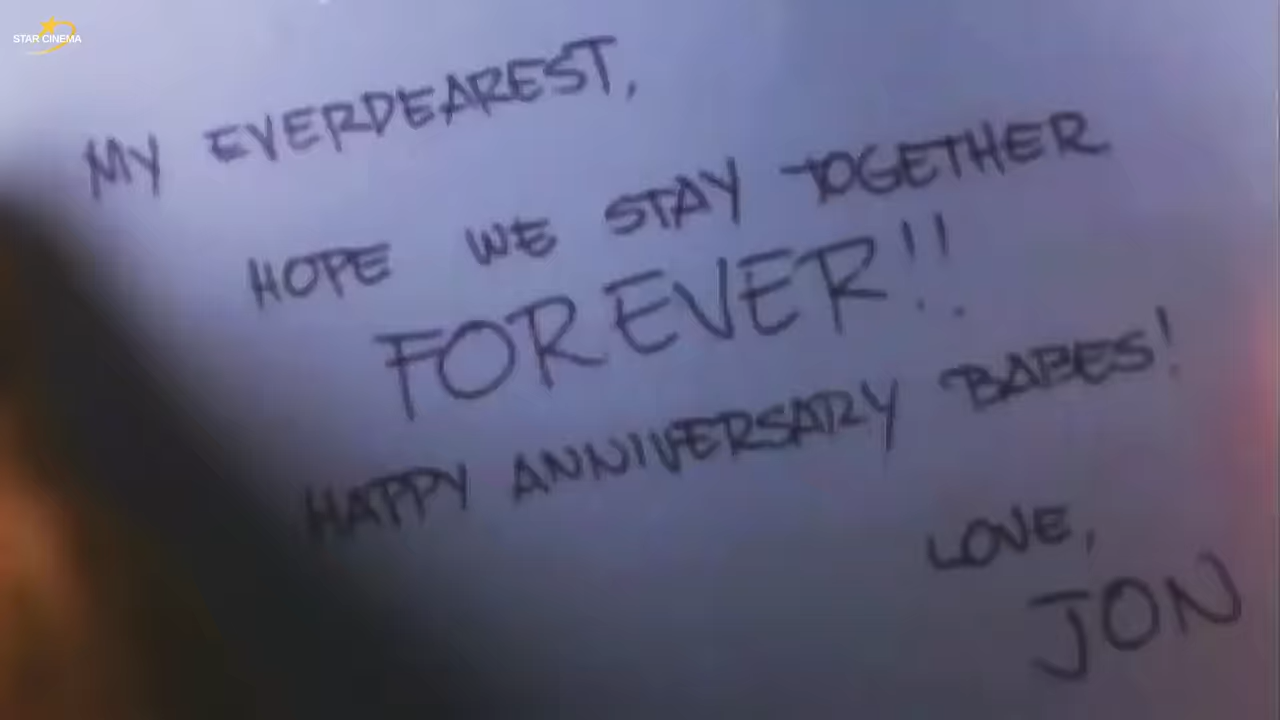 STAR CINEMA
MY EVERDEAREST,
HOPE WE STAY TOGETHER
FOREVER!!
HAPPY ANNIVERSARY BABES!
LOVE,
JON